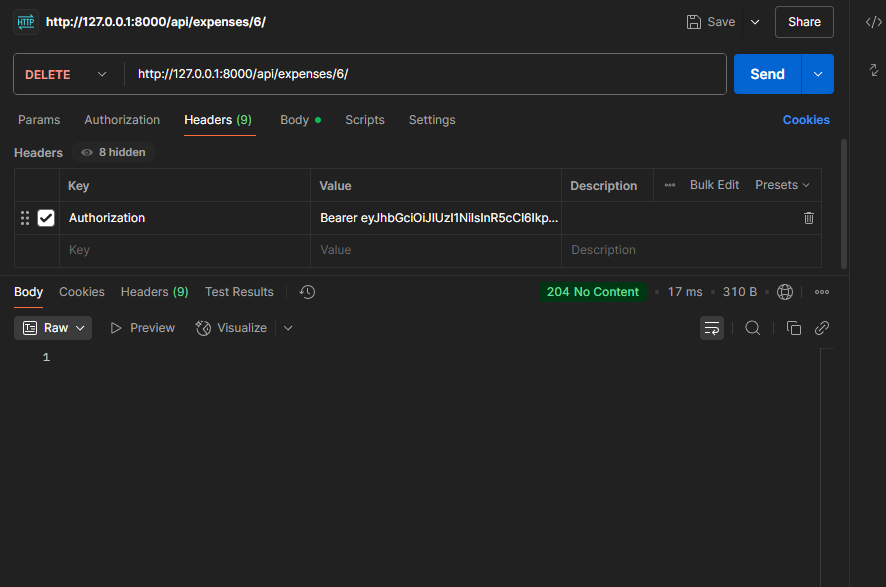 HTTP http://127.0.0.1:8000/api/expenses/6/ Save Share </>
DELETE http://127.0.0.1:8000/api/expenses/6/ Send
Params Authorization Headers (9) Body Scripts Settings Cookies
Headers 8 hidden
Key Value Description ••• Bulk Edit Presets
Authorization Bearer eyJhbGciOiJIUzI1NiIsInR5cCI6Ikp...
Key Value Description
Body Cookies Headers (9) Test Results 204 No Content • 17 ms • 310 B •
Raw Preview Visualize
1